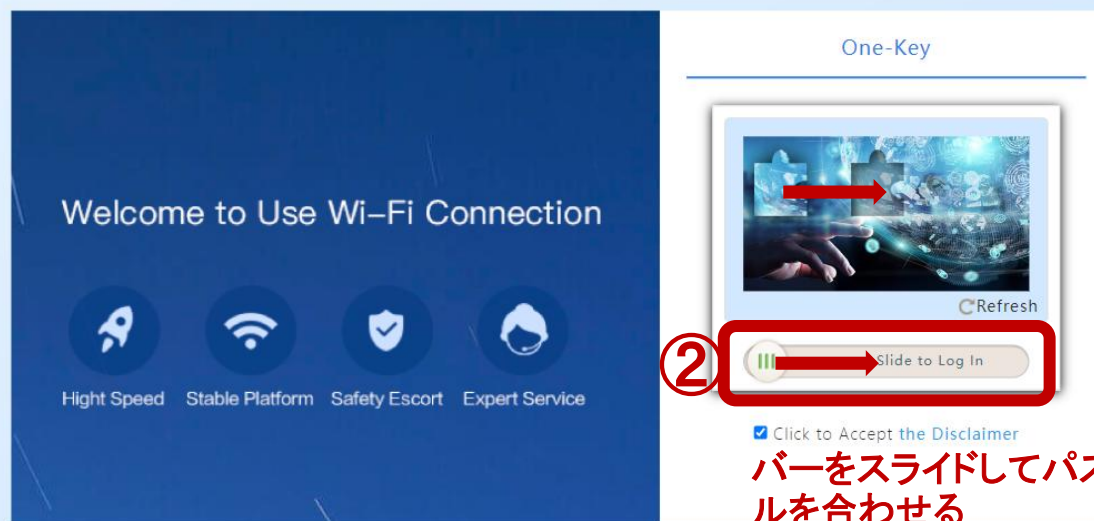 One-Key
Welcome to Use Wi-Fi Connection
Refresh
②
Slide to Log In
Hight Speed Stable Platform Safety Escort Expert Service
Click to Accept the Disclaimer
バーをスライドしてパズ
ルを合わせる